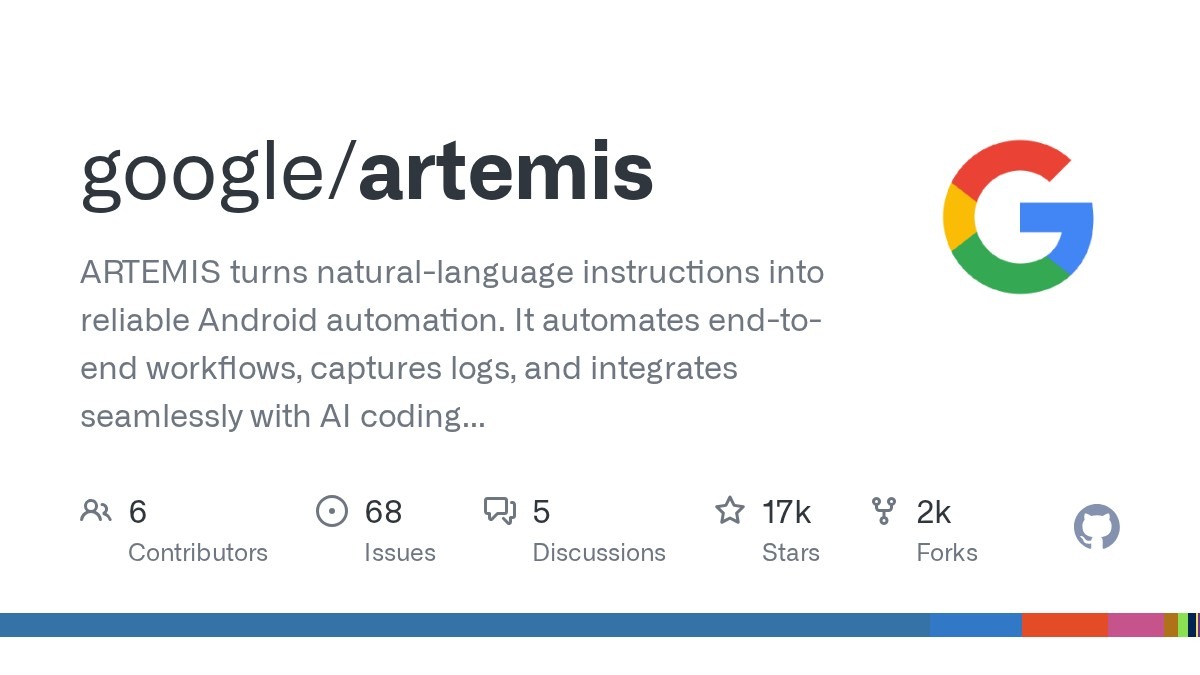 google/artemis
ARTEMIS turns natural-language instructions into
reliable Android automation. It automates end-to-
end workflows, captures logs, and integrates
seamlessly with AI coding...
6 68 5 17k 2k
Contributors Issues Discussions Stars Forks